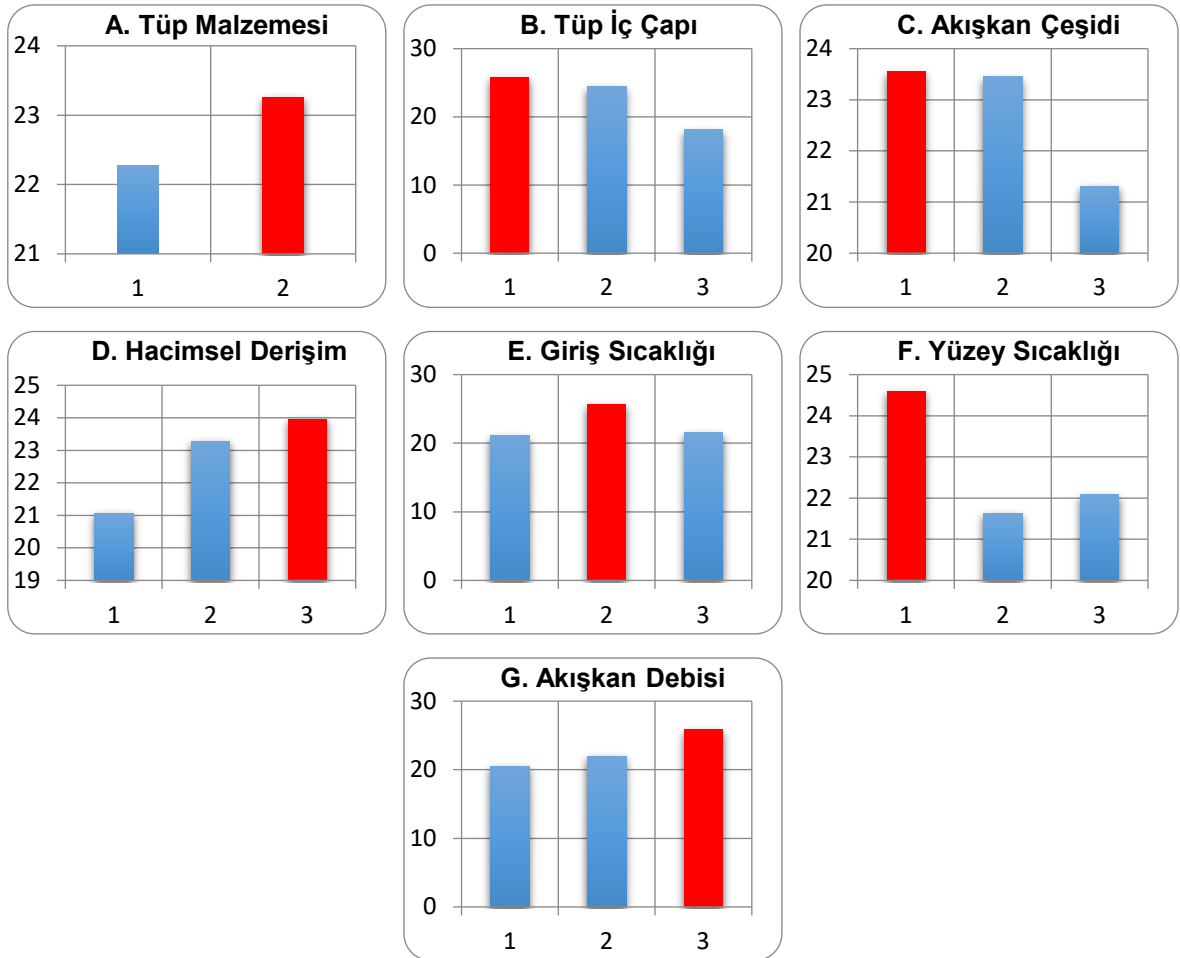 A. Tüp Malzemesi
24
23
22
21
1 2
B. Tüp İç Çapı
30
20
10
0
1 2 3
C. Akışkan Çeşidi
24
23
22
21
20
1 2 3
D. Hacimsel Derişim
25
24
23
22
21
20
19
1 2 3
E. Giriş Sıcaklığı
30
20
10
0
1 2 3
F. Yüzey Sıcaklığı
25
24
23
22
21
20
1 2 3
G. Akışkan Debisi
30
20
10
0
1 2 3